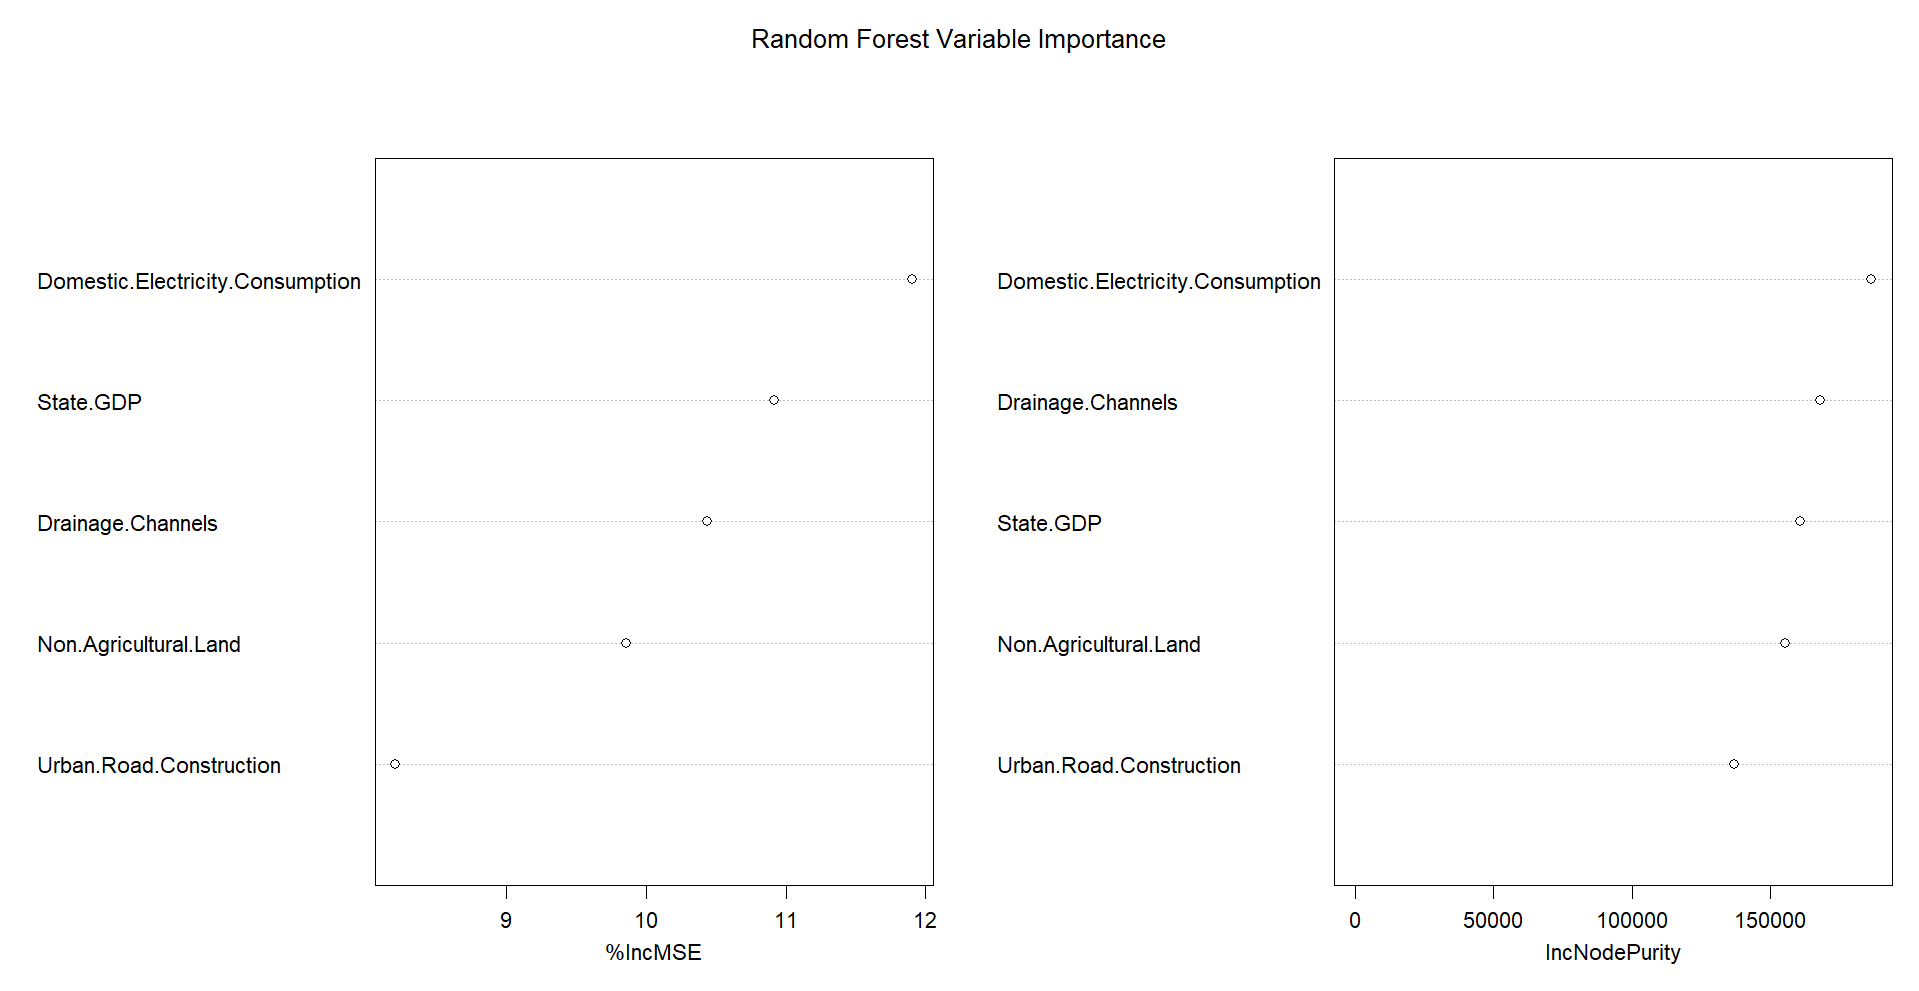 Random Forest Variable Importance
Domestic.Electricity.Consumption
State.GDP
Drainage.Channels
Non.Agricultural.Land
Urban.Road.Construction
9 10 11 12
%IncMSE
Domestic.Electricity.Consumption
Drainage.Channels
State.GDP
Non.Agricultural.Land
Urban.Road.Construction
0 50000 100000 150000
IncNodePurity